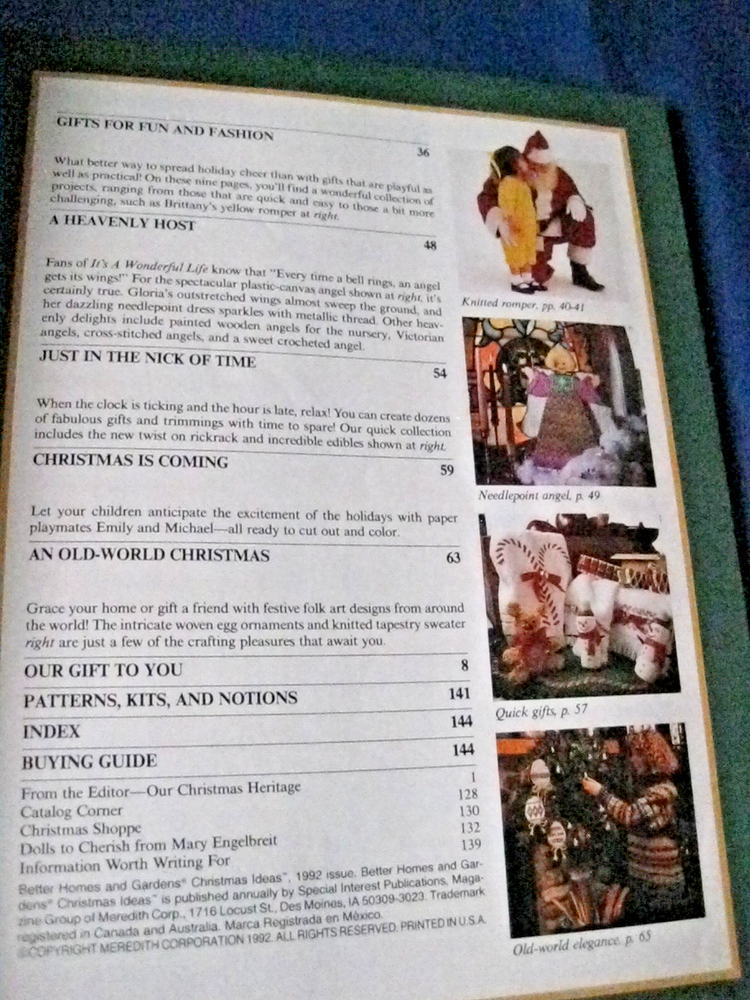 GIFTS FOR FUN AND FASHION 36
What better way to spread holiday cheer than with gifts that are playful as
well as practical! On these nine pages, you'll find a wonderful collection of
projects, ranging from those that are quick and easy to those a bit more
challenging, such as Brittany's yellow romper at right.
A HEAVENLY HOST 48
Fans of It's A Wonderful Life know that "Every time a bell rings, an angel
gets its wings!" For the spectacular plastic-canvas angel shown at right, it's
certainly true. Gloria's outstretched wings almost sweep the ground, and
her dazzling needlepoint dress sparkles with metallic thread. Other heav-
enly delights include painted wooden angels for the nursery, Victorian
angels, cross-stitched angels, and a sweet crocheted angel.
JUST IN THE NICK OF TIME 54
When the clock is ticking and the hour is late, relax! You can create dozens
of fabulous gifts and trimmings with time to spare! Our quick collection
includes the new twist on rickrack and incredible edibles shown at right.
CHRISTMAS IS COMING 59
Let your children anticipate the excitement of the holidays with paper
playmates Emily and Michael—all ready to cut out and color.
AN OLD-WORLD CHRISTMAS 63
Grace your home or gift a friend with festive folk art designs from around
the world! The intricate woven egg ornaments and knitted tapestry sweater
right are just a few of the crafting pleasures that await you.
OUR GIFT TO YOU 8
PATTERNS, KITS, AND NOTIONS 141
INDEX 144
BUYING GUIDE 144
From the Editor—Our Christmas Heritage 1
Catalog Corner 128
Christmas Shoppe 130
Dolls to Cherish from Mary Engelbreit 132
Information Worth Writing For 139
Better Homes and Gardens® Christmas Ideas™, 1992 issue. Better Homes and Gar-
dens® Christmas Ideas™ is published annually by Special Interest Publications, Maga-
zine Group of Meredith Corp., 1716 Locust St., Des Moines, IA 50309-3023. Trademark
registered in Canada and Australia. Marca Registrada en México.
©COPYRIGHT MEREDITH CORPORATION 1992. ALL RIGHTS RESERVED. PRINTED IN U.S.A.
Knitted romper, pp. 40-41
Needlepoint angel, p. 49
Quick gifts, p. 57
Old-world elegance, p. 65